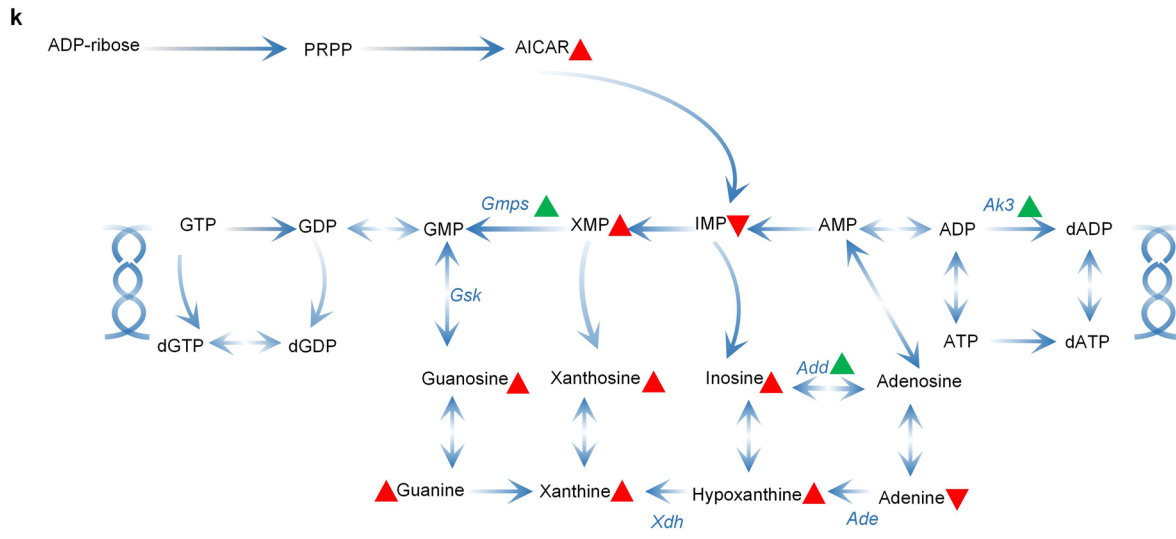 k
ADP-ribose PRPP AICAR
Gmps Ak3
GTP GDP GMP XMP IMP AMP ADP dADP
Gsk
dGTP dGDP ATP dATP
Add
Guanosine Xanthosine Inosine Adenosine
Guanine Xanthine Hypoxanthine Adenine
Xdh Ade